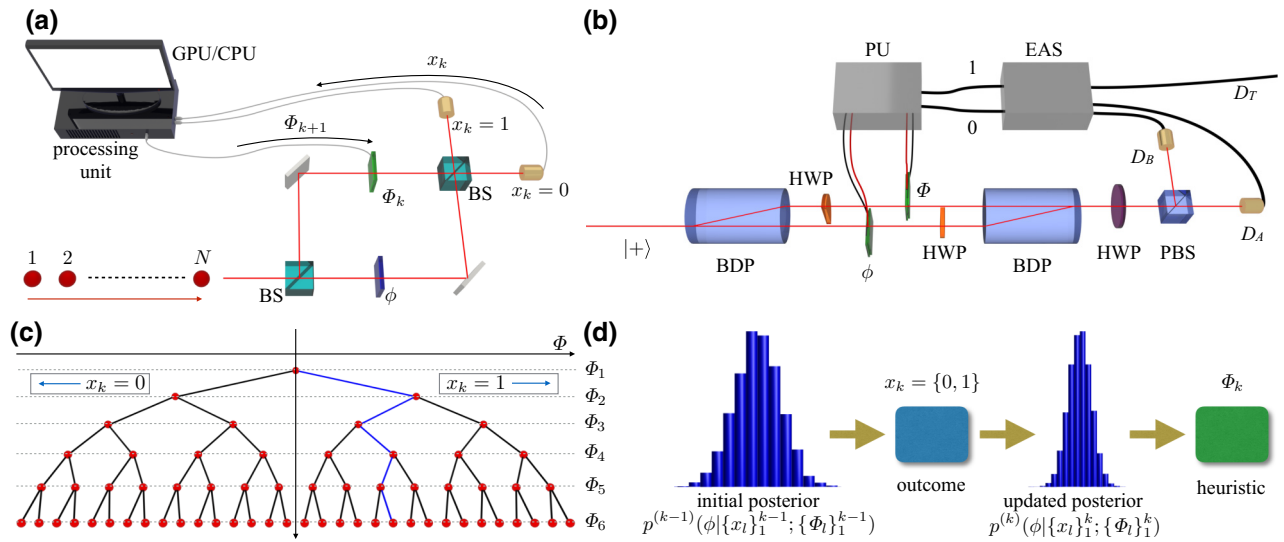 (a)
GPU/CPU
processing
unit
x_k
Φ_{k+1}
x_k = 1
x_k = 0
Φ_k
BS
1 2 N
BS
ϕ
(b)
PU
EAS
1
0
D_T
D_B
HWP
Φ
|+⟩
BDP
ϕ
HWP
BDP
HWP
PBS
D_A
(c)
Φ
x_k = 0
x_k = 1
Φ_1
Φ_2
Φ_3
Φ_4
Φ_5
Φ_6
(d)
x_k = {0, 1}
Φ_k
initial posterior
p^{(k−1)}(ϕ|{x_l}_1^{k−1}; {Φ_l}_1^{k−1})
outcome
updated posterior
p^{(k)}(ϕ|{x_l}_1^k; {Φ_l}_1^k)
heuristic